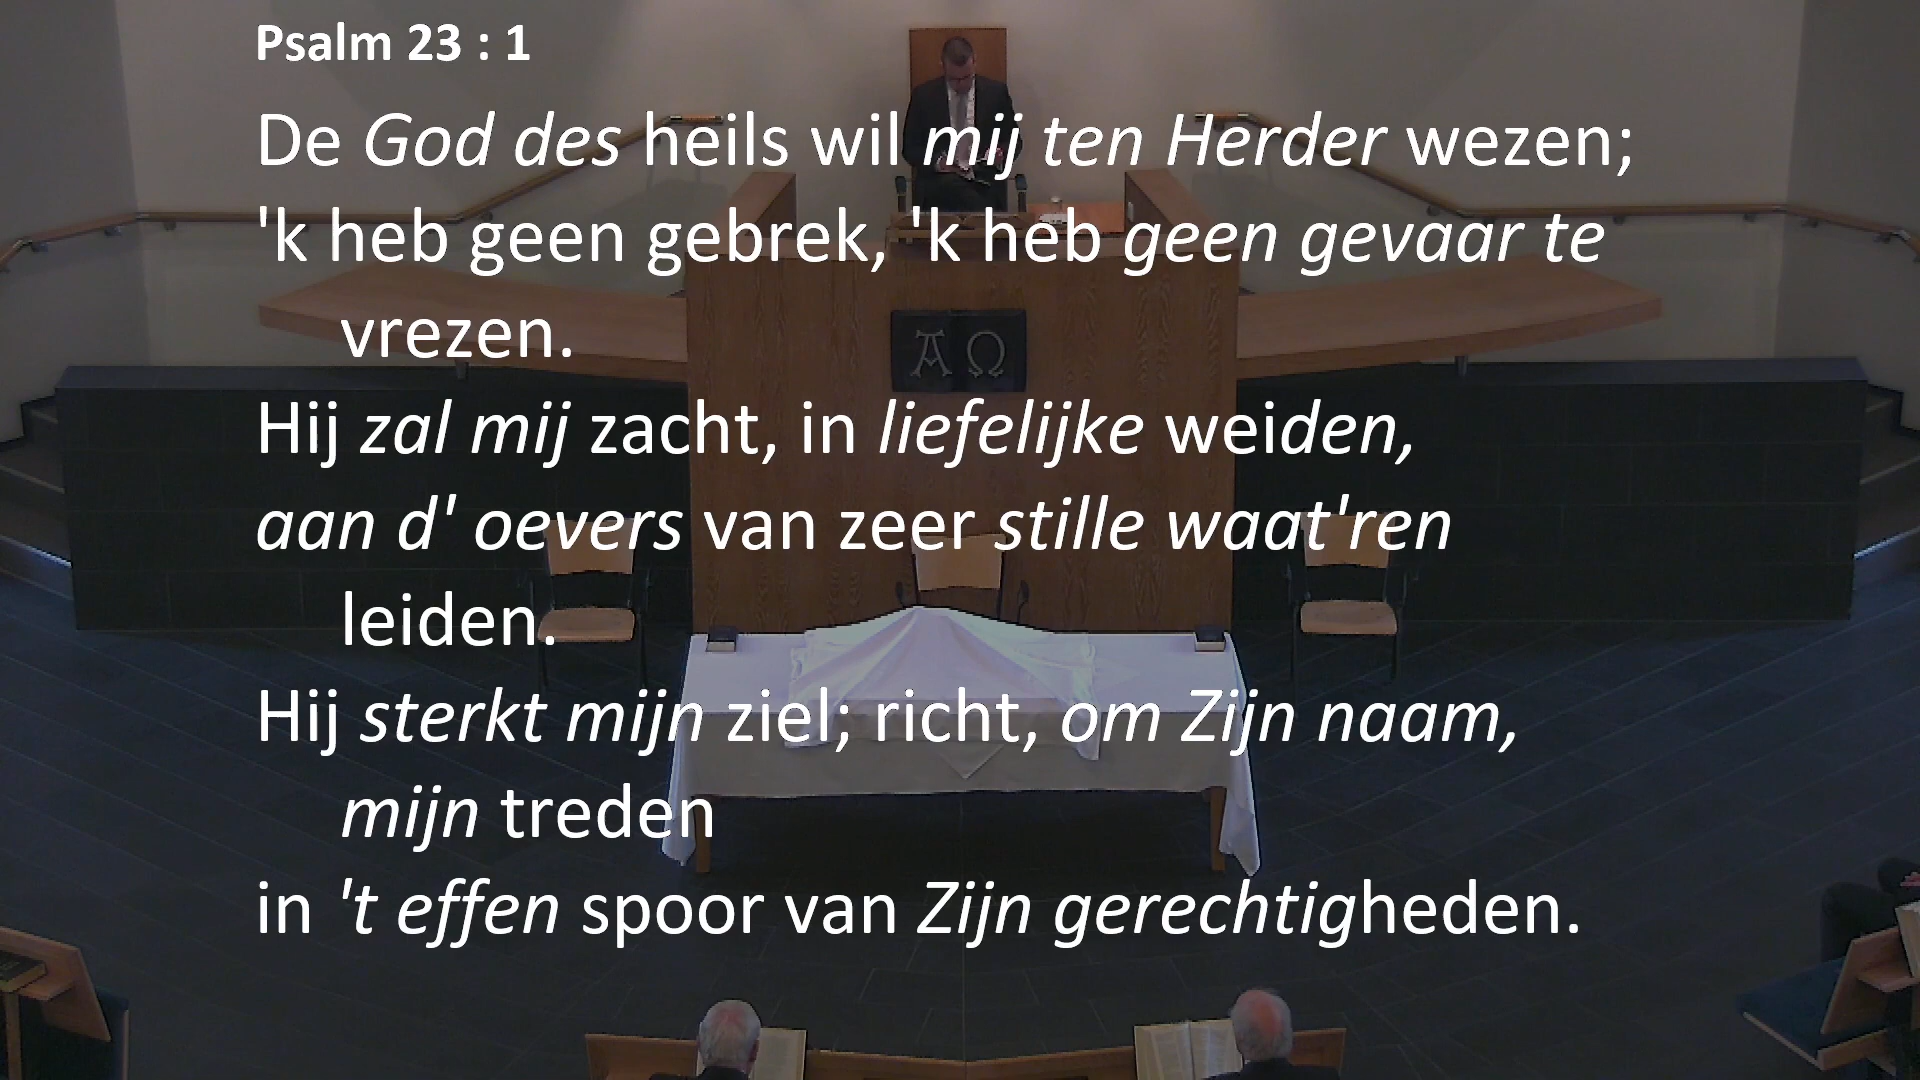 Psalm 23 : 1
De God des heils wil mij ten Herder wezen;
'k heb geen gebrek, 'k heb geen gevaar te
vrezen.
Hij zal mij zacht, in liefelijke weiden,
aan d' oevers van zeer stille waat'ren
leiden.
Hij sterkt mijn ziel; richt, om Zijn naam,
mijn treden
in 't effen spoor van Zijn gerechtigheden.
Α Ω